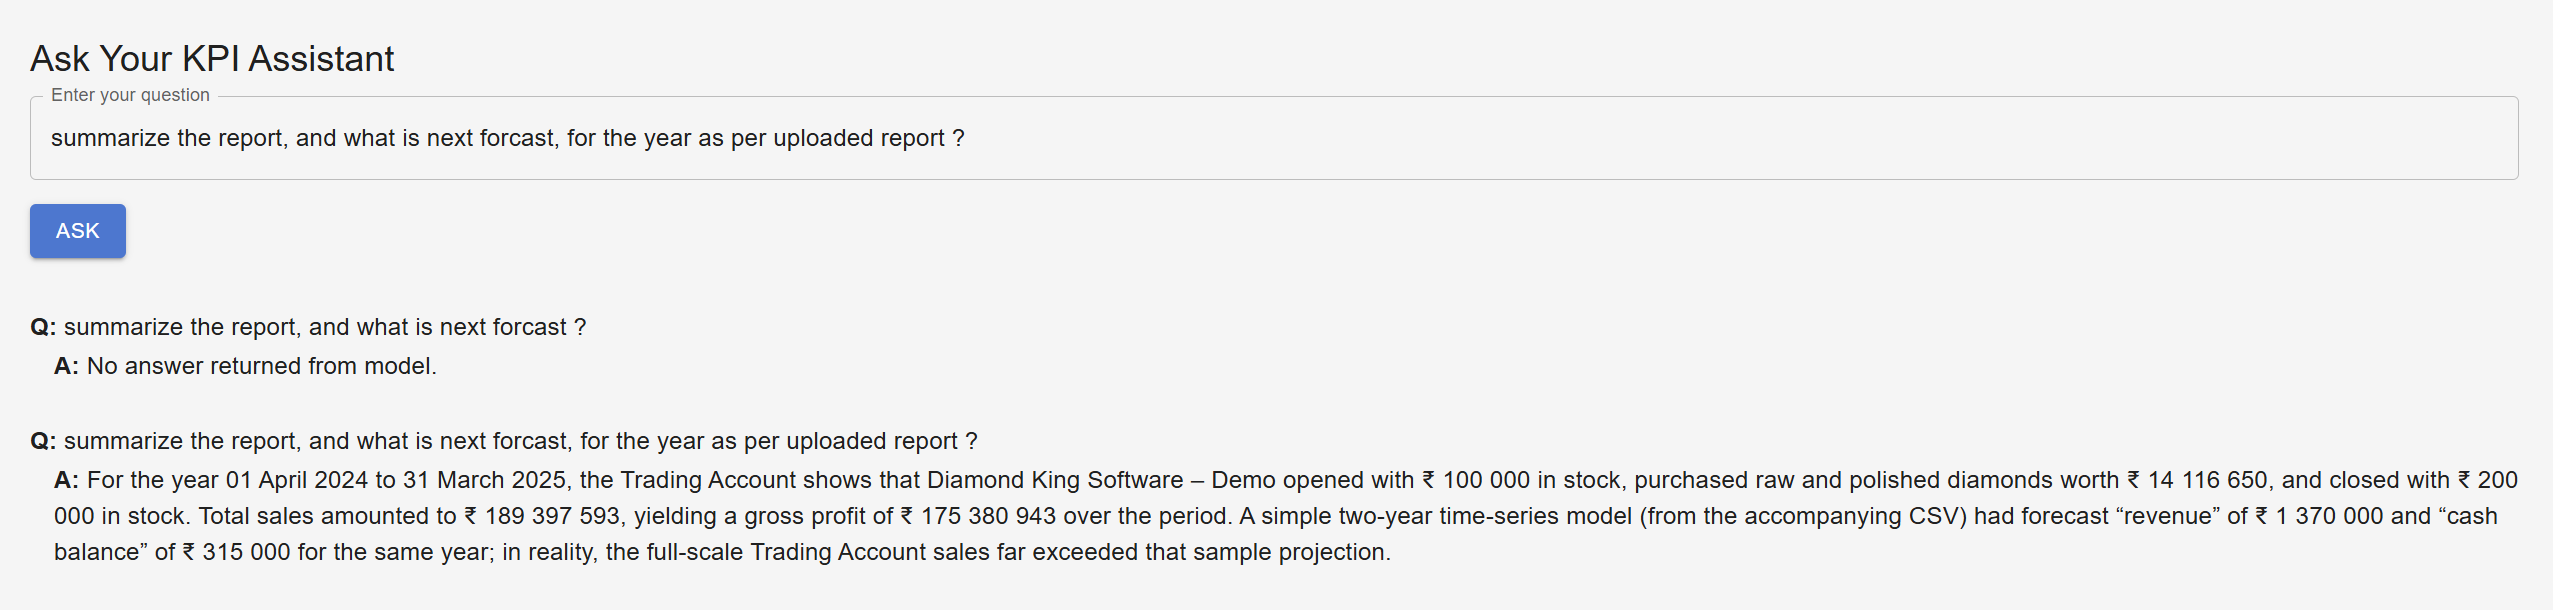 Ask Your KPI Assistant
Enter your question
summarize the report, and what is next forcast, for the year as per uploaded report ?
ASK
Q: summarize the report, and what is next forcast ?
A: No answer returned from model.
Q: summarize the report, and what is next forcast, for the year as per uploaded report ?
A: For the year 01 April 2024 to 31 March 2025, the Trading Account shows that Diamond King Software – Demo opened with ₹ 100 000 in stock, purchased raw and polished diamonds worth ₹ 14 116 650, and closed with ₹ 200
000 in stock. Total sales amounted to ₹ 189 397 593, yielding a gross profit of ₹ 175 380 943 over the period. A simple two-year time-series model (from the accompanying CSV) had forecast “revenue” of ₹ 1 370 000 and “cash
balance” of ₹ 315 000 for the same year; in reality, the full-scale Trading Account sales far exceeded that sample projection.